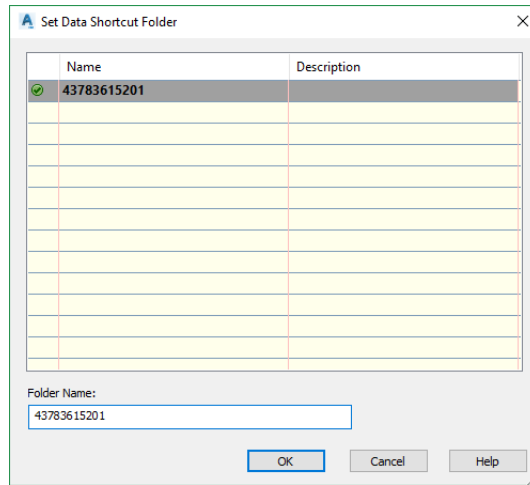 Set Data Shortcut Folder
Name Description
43783615201
Folder Name:
43783615201
OK Cancel Help